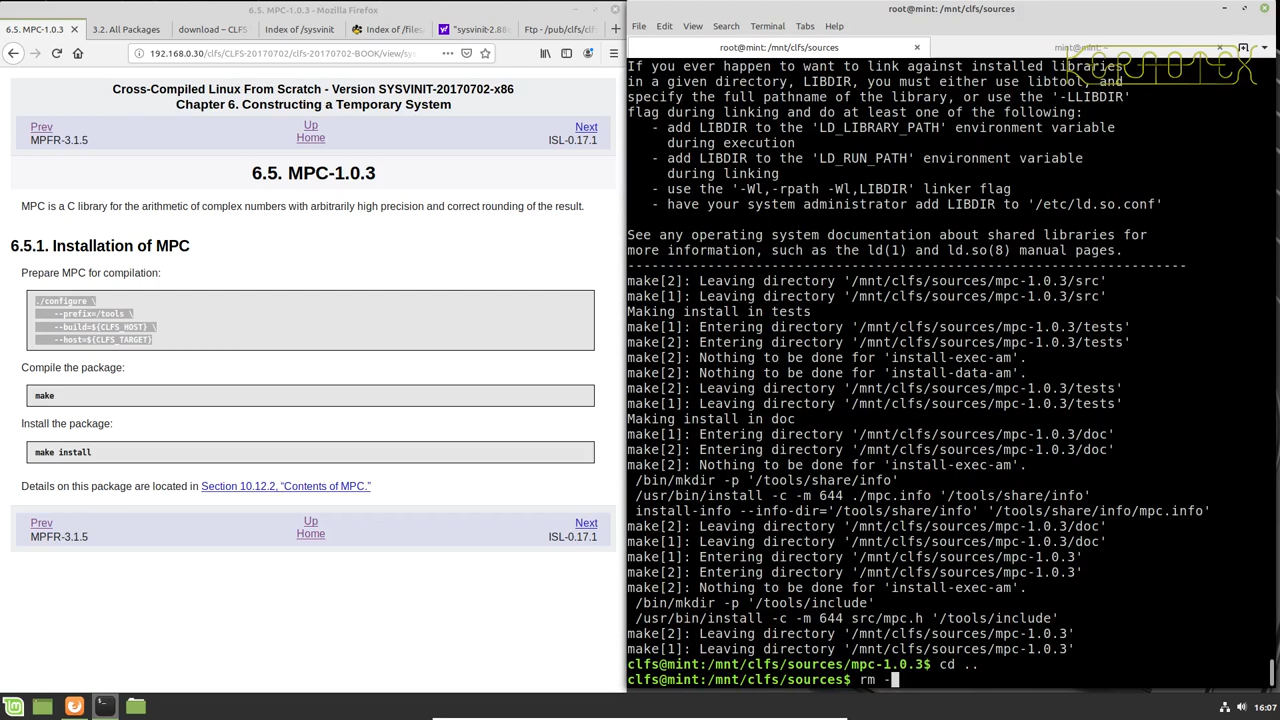 6.5. MPC-1.0.3 - Mozilla Firefox
6.5. MPC-1.0.3
3.2. All Packages
download – CLFS
Index of /sysvinit
Index of /files
"sysvinit-2.88
Ftp - /pub/clfs/clfs
192.168.0.30/clfs/CLFS-20170702/clfs-20170702-BOOK/view/sy
Cross-Compiled Linux From Scratch - Version SYSVINIT-20170702-x86
Chapter 6. Constructing a Temporary System
Prev
Up
Next
MPFR-3.1.5
Home
ISL-0.17.1
6.5. MPC-1.0.3
MPC is a C library for the arithmetic of complex numbers with arbitrarily high precision and correct rounding of the result.
6.5.1. Installation of MPC
Prepare MPC for compilation:
./configure \
--prefix=/tools \
--build=${CLFS_HOST} \
--host=${CLFS_TARGET}
Compile the package:
make
Install the package:
make install
Details on this package are located in Section 10.12.2, "Contents of MPC."
Prev
Up
Next
MPFR-3.1.5
Home
ISL-0.17.1
root@mint: /mnt/clfs/sources
File Edit View Search Terminal Tabs Help
root@mint: /mnt/clfs/sources
mint@mint: ~
KERNOTEX
If you ever happen to want to link against installed libraries
in a given directory, LIBDIR, you must either use libtool, and
specify the full pathname of the library, or use the '-LLIBDIR'
flag during linking and do at least one of the following:
- add LIBDIR to the 'LD_LIBRARY_PATH' environment variable
during execution
- add LIBDIR to the 'LD_RUN_PATH' environment variable
during linking
- use the '-Wl,-rpath -Wl,LIBDIR' linker flag
- have your system administrator add LIBDIR to '/etc/ld.so.conf'
See any operating system documentation about shared libraries for
more information, such as the ld(1) and ld.so(8) manual pages.
----------------------------------------------------------------------
make[2]: Leaving directory '/mnt/clfs/sources/mpc-1.0.3/src'
make[1]: Leaving directory '/mnt/clfs/sources/mpc-1.0.3/src'
Making install in tests
make[1]: Entering directory '/mnt/clfs/sources/mpc-1.0.3/tests'
make[2]: Entering directory '/mnt/clfs/sources/mpc-1.0.3/tests'
make[2]: Nothing to be done for 'install-exec-am'.
make[2]: Nothing to be done for 'install-data-am'.
make[2]: Leaving directory '/mnt/clfs/sources/mpc-1.0.3/tests'
make[1]: Leaving directory '/mnt/clfs/sources/mpc-1.0.3/tests'
Making install in doc
make[1]: Entering directory '/mnt/clfs/sources/mpc-1.0.3/doc'
make[2]: Entering directory '/mnt/clfs/sources/mpc-1.0.3/doc'
make[2]: Nothing to be done for 'install-exec-am'.
/bin/mkdir -p '/tools/share/info'
/usr/bin/install -c -m 644 ./mpc.info '/tools/share/info'
install-info --info-dir='/tools/share/info' '/tools/share/info/mpc.info'
make[2]: Leaving directory '/mnt/clfs/sources/mpc-1.0.3/doc'
make[1]: Leaving directory '/mnt/clfs/sources/mpc-1.0.3/doc'
make[1]: Entering directory '/mnt/clfs/sources/mpc-1.0.3'
make[2]: Entering directory '/mnt/clfs/sources/mpc-1.0.3'
make[2]: Nothing to be done for 'install-exec-am'.
/bin/mkdir -p '/tools/include'
/usr/bin/install -c -m 644 src/mpc.h '/tools/include'
make[2]: Leaving directory '/mnt/clfs/sources/mpc-1.0.3'
make[1]: Leaving directory '/mnt/clfs/sources/mpc-1.0.3'
clfs@mint:/mnt/clfs/sources/mpc-1.0.3$ cd ..
clfs@mint:/mnt/clfs/sources$ rm -
16:07